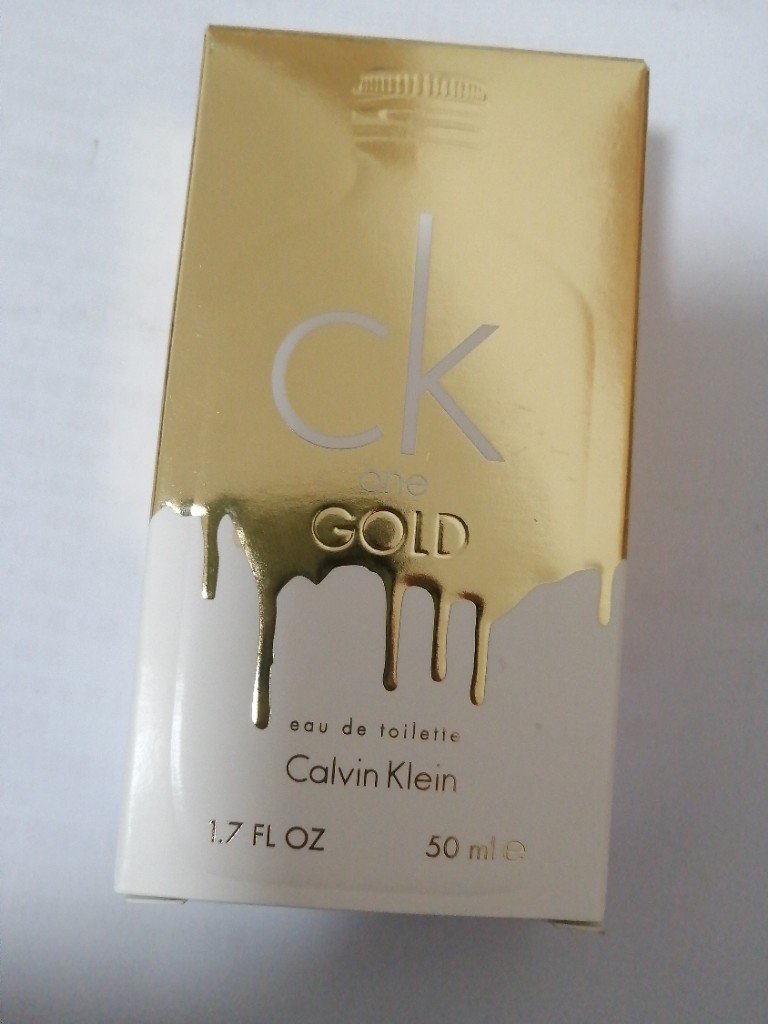 ck
one
GOLD
eau de toilette
Calvin Klein
1.7 FL OZ 50 ml ℮